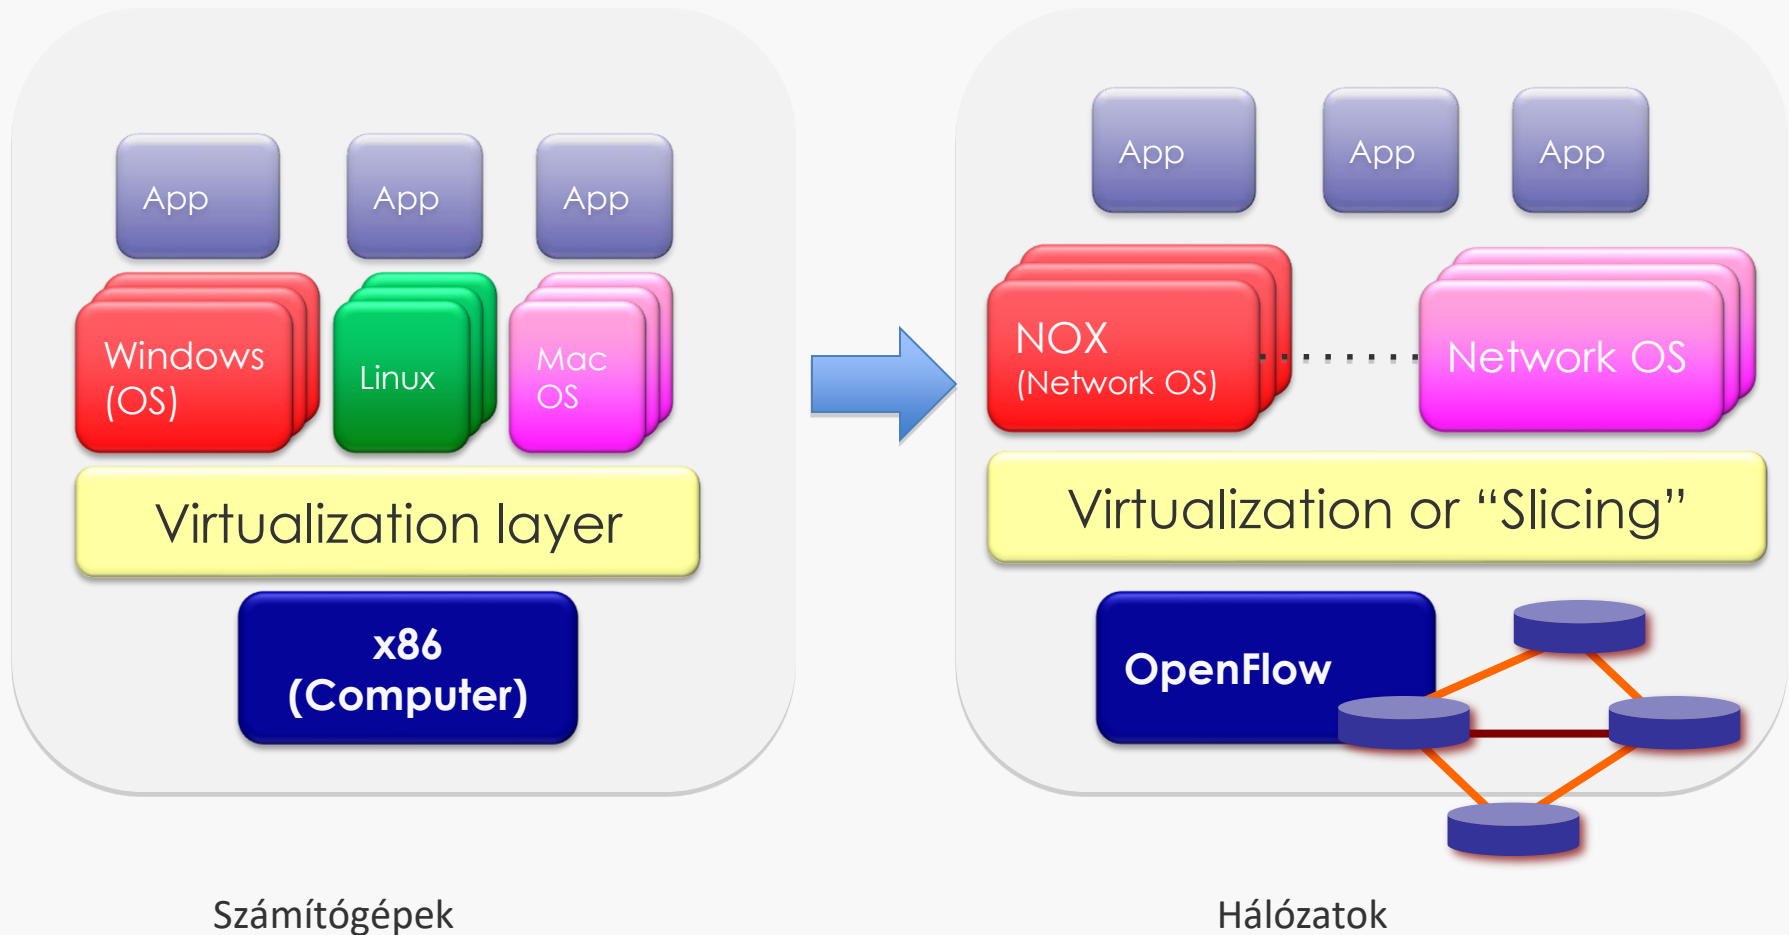 App
App
App
Windows
(OS)
Linux
Mac
OS
Virtualization layer
x86
(Computer)
Számítógépek
App
App
App
NOX
(Network OS)
Network OS
Virtualization or “Slicing”
OpenFlow
Hálózatok